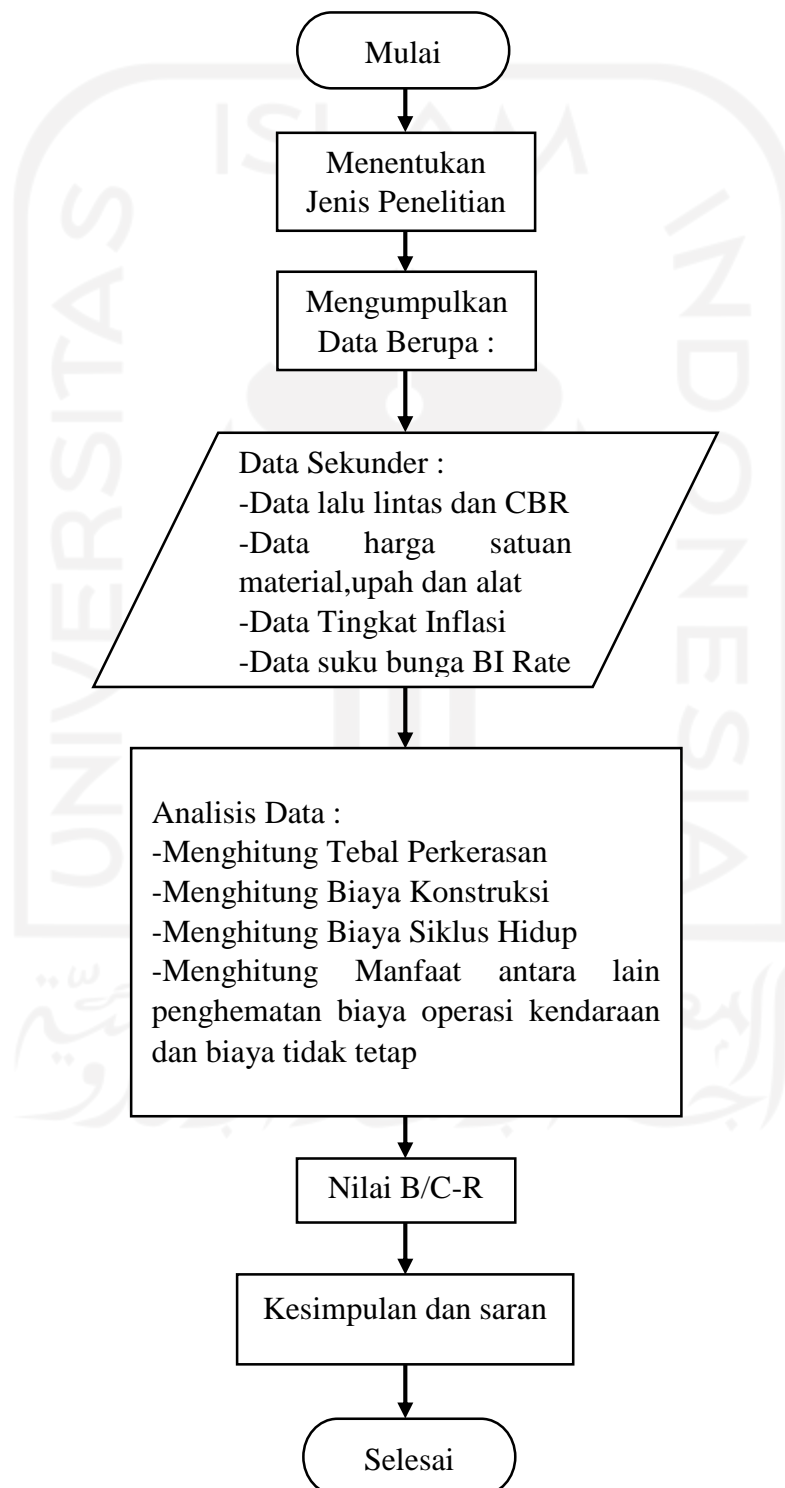 Mulai
Menentukan
Jenis Penelitian
Mengumpulkan
Data Berupa :
Data Sekunder :
-Data lalu lintas dan CBR
-Data harga satuan
material,upah dan alat
-Data Tingkat Inflasi
-Data suku bunga BI Rate
Analisis Data :
-Menghitung Tebal Perkerasan
-Menghitung Biaya Konstruksi
-Menghitung Biaya Siklus Hidup
-Menghitung Manfaat antara lain
penghematan biaya operasi kendaraan
dan biaya tidak tetap
Nilai B/C-R
Kesimpulan dan saran
Selesai
UNIVERSITAS
ISLAM
INDONESIA